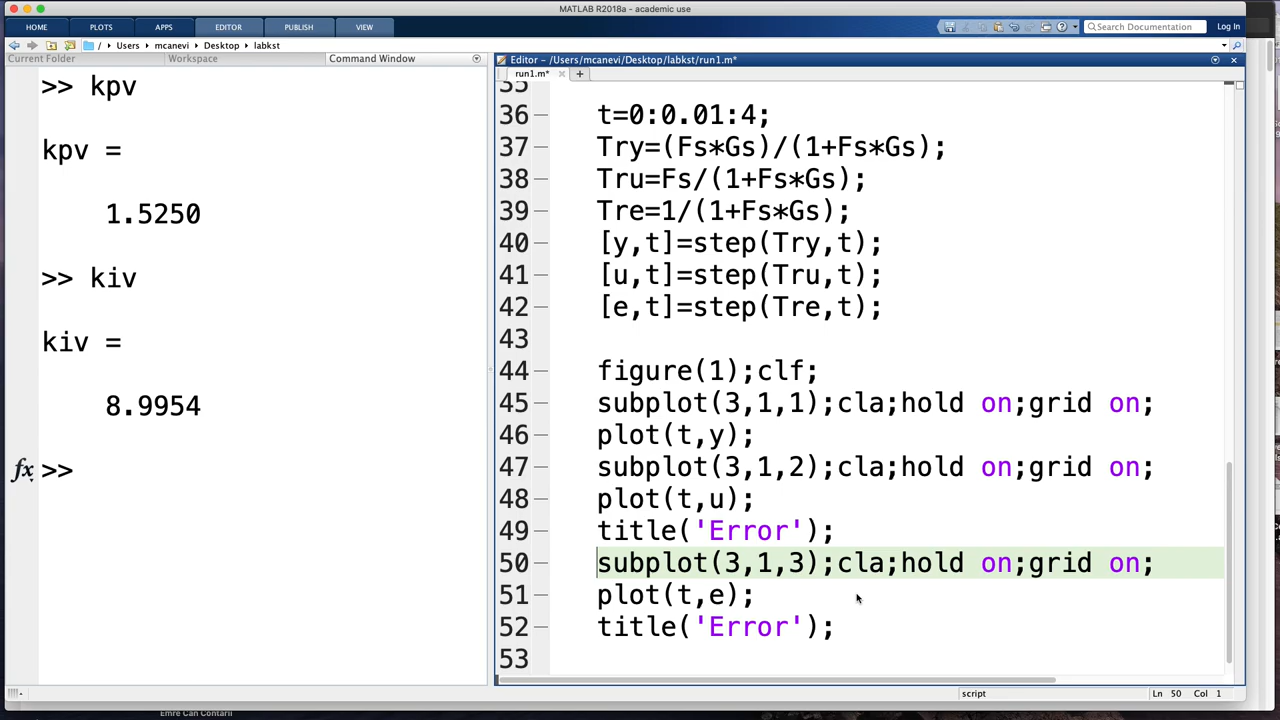 MATLAB R2018a - academic use
HOME PLOTS APPS EDITOR PUBLISH VIEW Search Documentation Log In
/ Users mcanevi Desktop labkst
Current Folder Workspace Command Window
>> kpv
kpv =
1.5250
>> kiv
kiv =
8.9954
fx >>
Editor - /Users/mcanevi/Desktop/labkst/run1.m*
run1.m* × +
35
36 t=0:0.01:4;
37 Try=(Fs*Gs)/(1+Fs*Gs);
38 Tru=Fs/(1+Fs*Gs);
39 Tre=1/(1+Fs*Gs);
40 [y,t]=step(Try,t);
41 [u,t]=step(Tru,t);
42 [e,t]=step(Tre,t);
43
44 figure(1);clf;
45 subplot(3,1,1);cla;hold on;grid on;
46 plot(t,y);
47 subplot(3,1,2);cla;hold on;grid on;
48 plot(t,u);
49 title('Error');
50 subplot(3,1,3);cla;hold on;grid on;
51 plot(t,e);
52 title('Error');
53
script Ln 50 Col 1
Emre Can Contarli